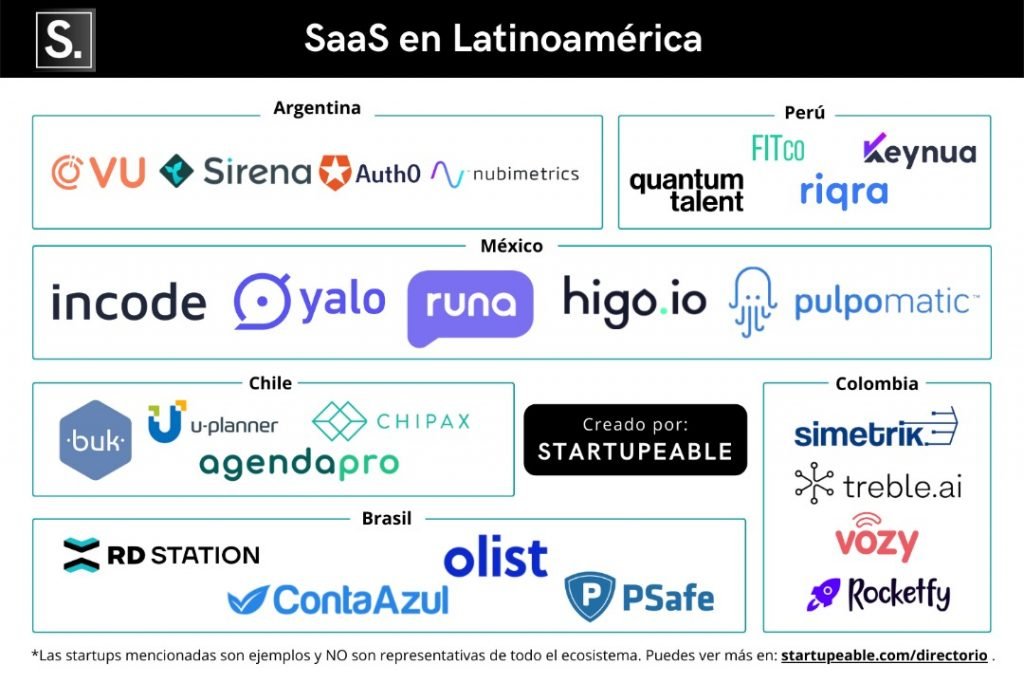 S.
SaaS en Latinoamérica
Argentina
VU
Sirena
Auth0
nubimetrics
Perú
FITCO
Keynua
quantum
talent
riqra
México
incode
yalo
runa
higo.io
pulpomatic™
Chile
·buk·
u-planner
CHIPAX
agendapro
Creado por:
STARTUPEABLE
Colombia
simetrik
treble.ai
vozy
Rocketfy
Brasil
RD STATION
olist
ContaAzul
P PSafe
*Las startups mencionadas son ejemplos y NO son representativas de todo el ecosistema. Puedes ver más en: startupeable.com/directorio .